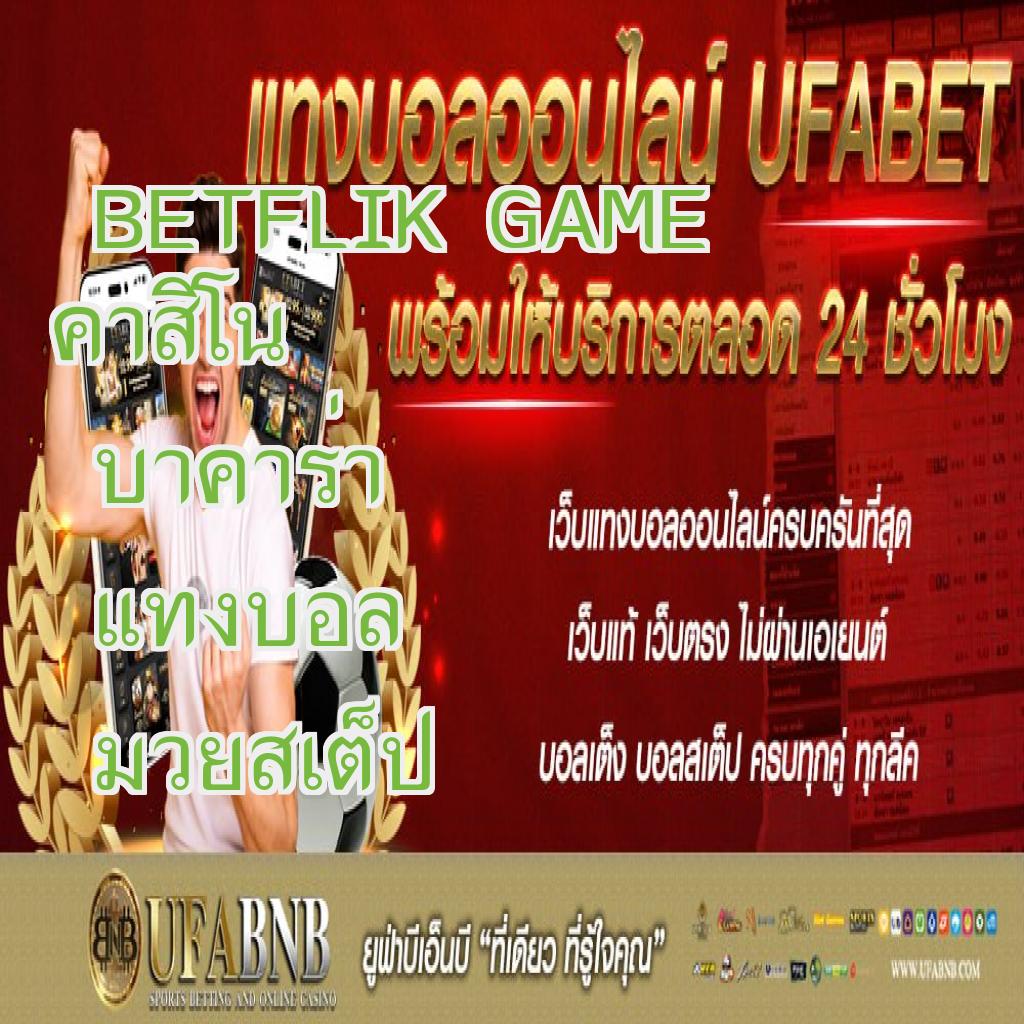 แทงบอลออนไลน์ UFABET
BETFLIK GAME
คาสิโน
พร้อมให้บริการตลอด 24 ชั่วโมง
บาคาร่า
เว็บแทงบอลออนไลน์ครบครันที่สุด
แทงบอล
เว็บแท้ เว็บตรง ไม่ผ่านเอเยนต์
มวยสเต็ป
บอลเต็ง บอลสเต็ป ครบทุกคู่ ทุกลีค
UFABNB
SPORTS BETTING AND ONLINE CASINO
ยูฟ่าบีเอ็นบี “ที่เดียว ที่รู้ใจคุณ”
WWW.UFABNB.COM